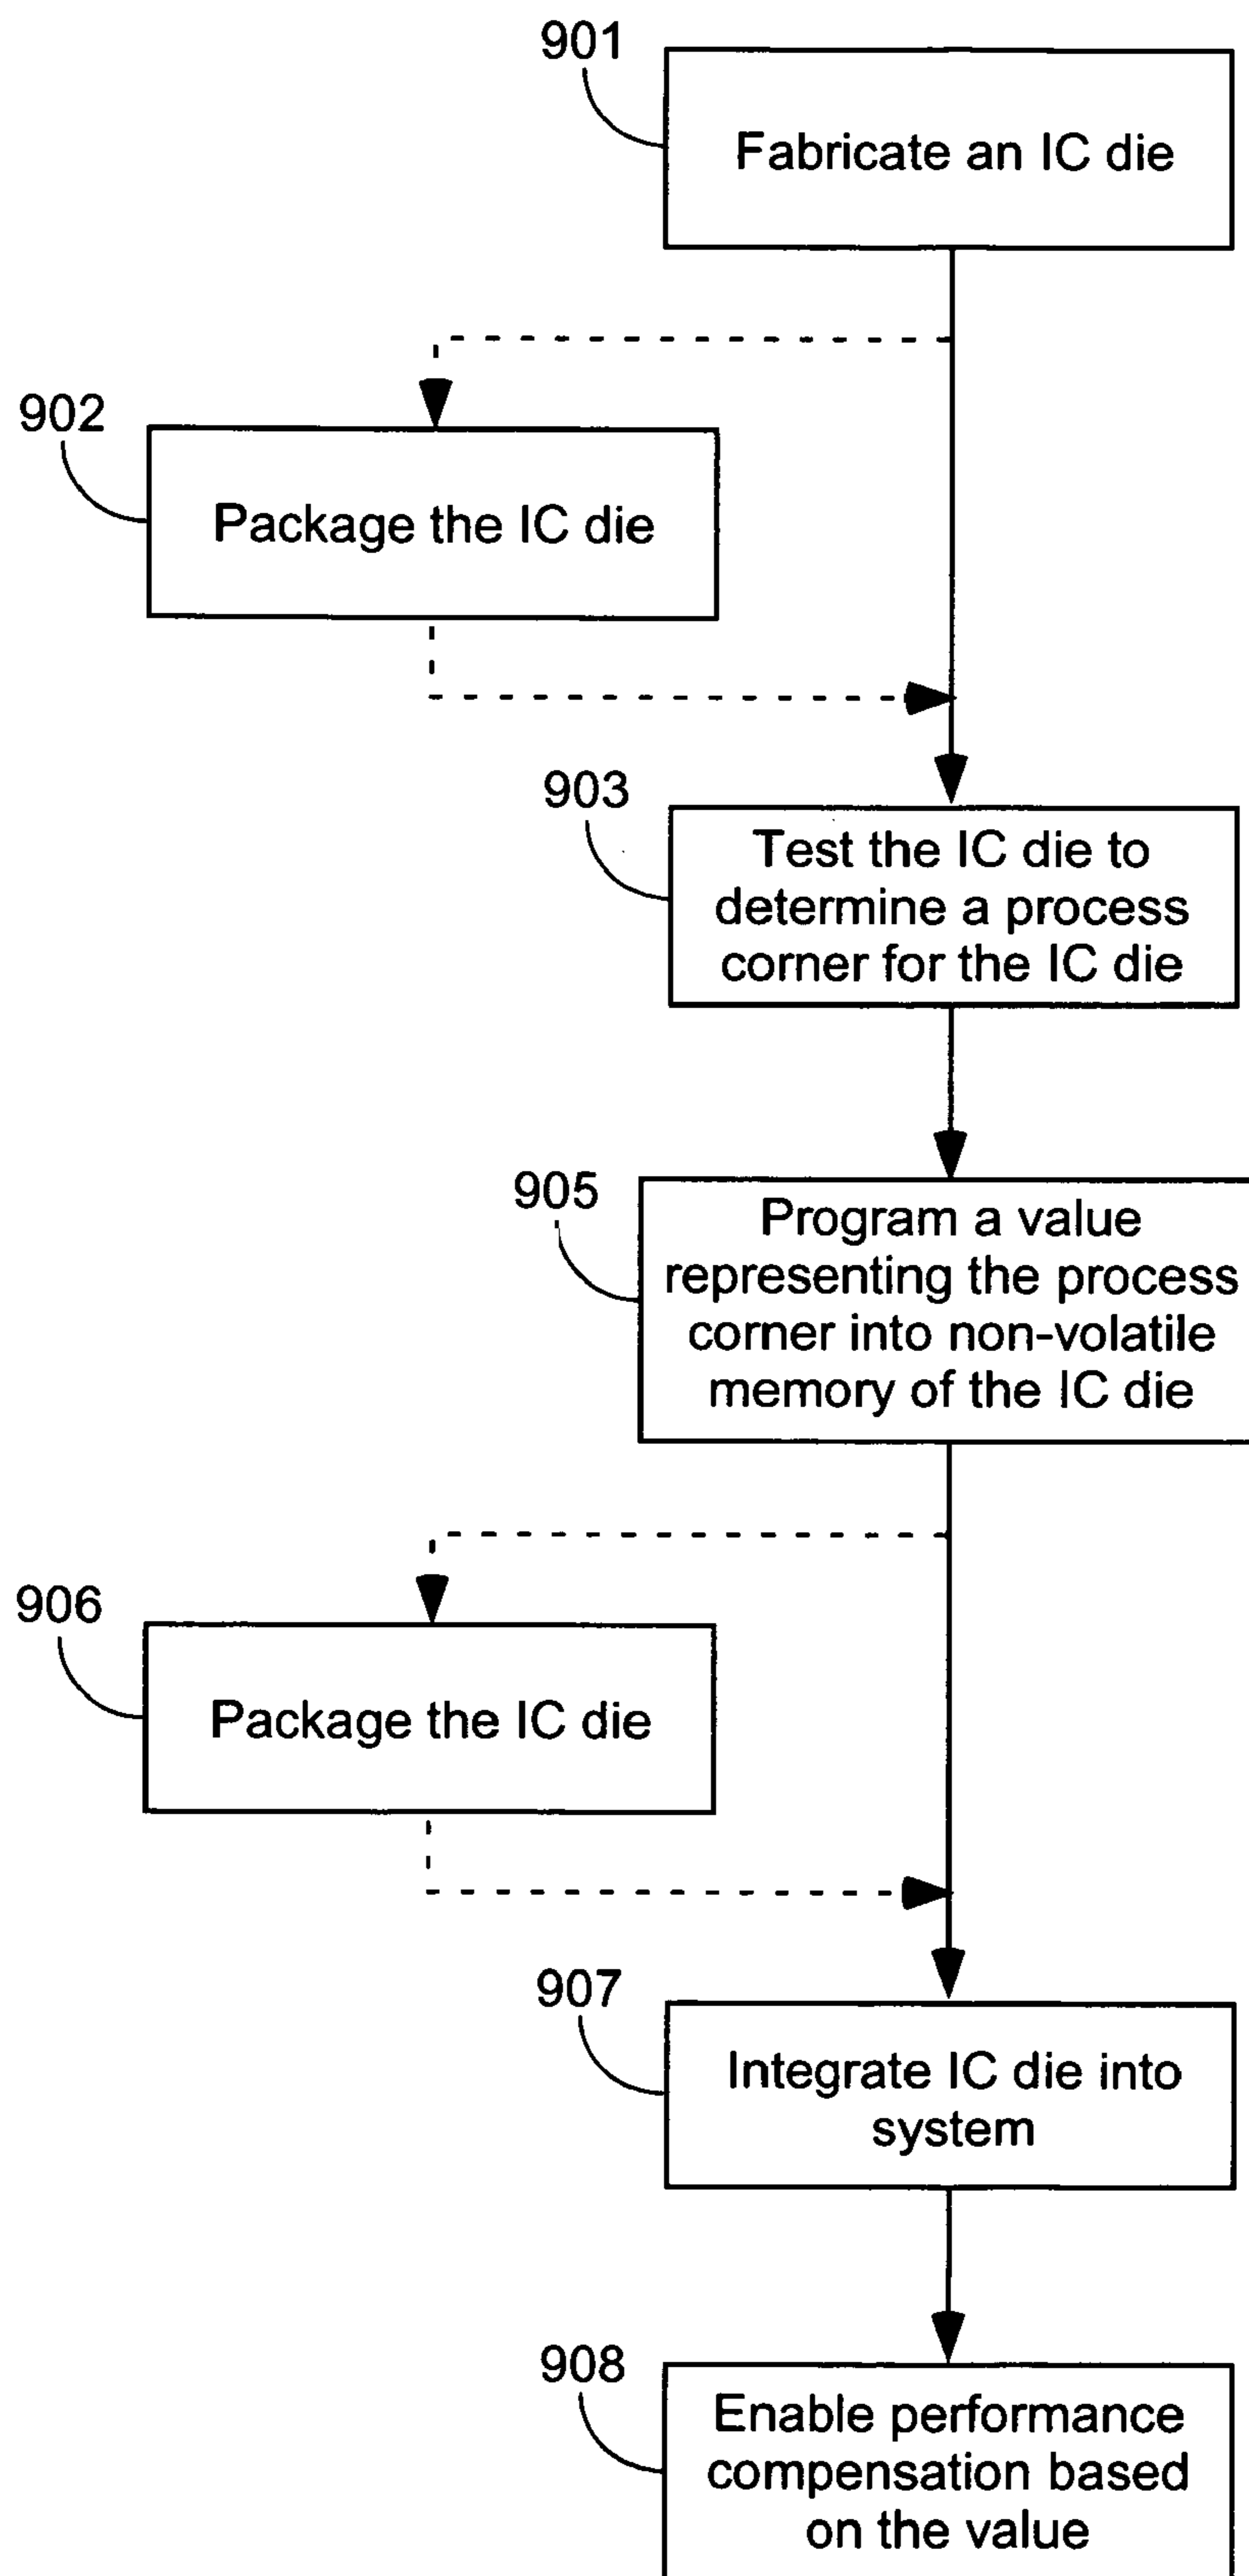 901
Fabricate an IC die
902
Package the IC die
903
Test the IC die to
determine a process
corner for the IC die
905
Program a value
representing the process
corner into non-volatile
memory of the IC die
906
Package the IC die
907
Integrate IC die into
system
908
Enable performance
compensation based
on the value